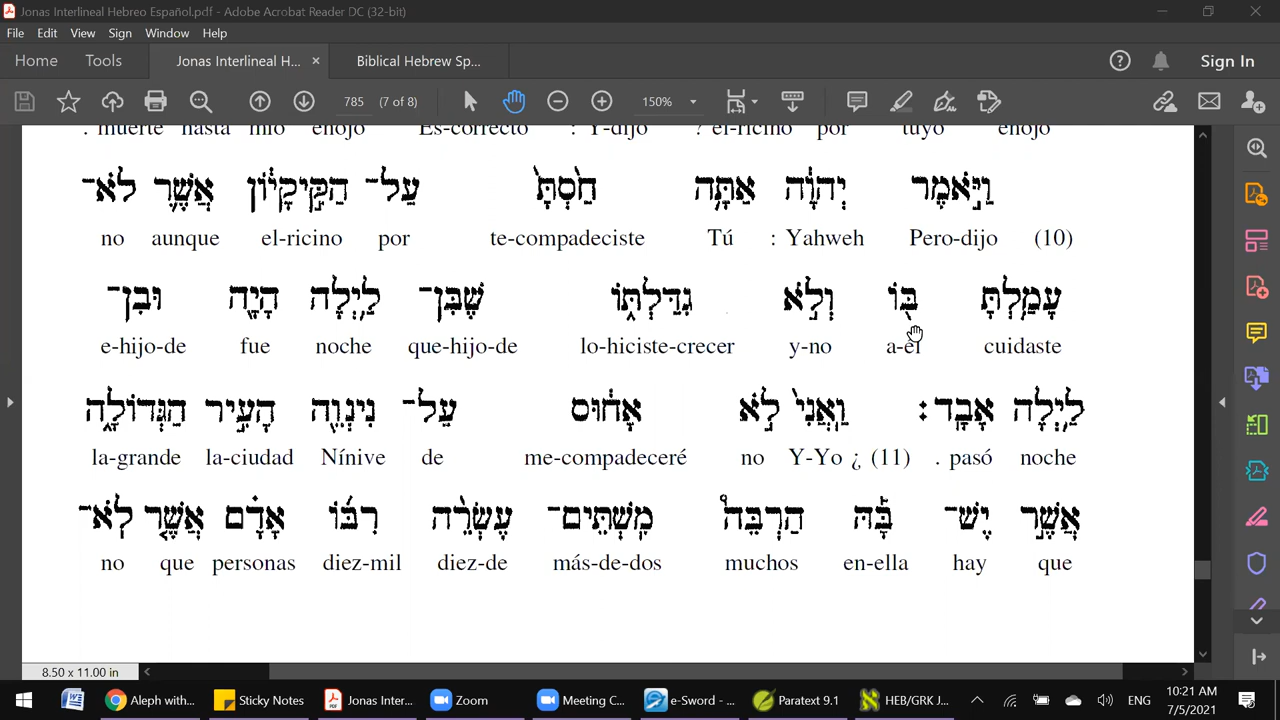 Jonas Interlineal Hebreo Español.pdf - Adobe Acrobat Reader DC (32-bit)
File Edit View Sign Window Help
Home Tools Jonas Interlineal H... × Biblical Hebrew Sp... Sign In
785 (7 of 8) 150%
: muerte hasta mío enojo Es-correcto : Y-dijo ? el-ricino por tuyo enojo
וַיֹּ֣אמֶר יְהוָ֔ה אַתָּ֥ה חַ֙סְתָּ֙ עַל־ הַקִּ֣יקָי֔וֹן אֲשֶׁ֛ר לֹא־
no aunque el-ricino por te-compadeciste Tú : Yahweh Pero-dijo (10)
עָמַ֥לְתָּ בּ֖וֹ וְלֹ֣א גִדַּלְתּ֑וֹ שֶׁבִּן־ לַ֥יְלָה הָיָ֖ה וּבִן־
e-hijo-de fue noche que-hijo-de lo-hiciste-crecer y-no a-él cuidaste
לַ֥יְלָה אָבָֽד׃ וַֽאֲנִי֙ לֹ֣א אָח֔וּס עַל־ נִינְוֵ֖ה הָעִ֣יר הַגְּדוֹלָ֑ה
la-grande la-ciudad Nínive de me-compadeceré no Y-Yo ¿ (11) . pasó noche
אֲשֶׁ֣ר יֶשׁ־ בָּ֡הּ הַרְבֵּה֩ מִֽשְׁתֵּים־ עֶשְׂרֵ֨ה רִבּ֜וֹ אָדָ֗ם אֲשֶׁ֤ר לֹֽא־
no que personas diez-mil diez-de más-de-dos muchos en-ella hay que
8.50 x 11.00 in
Aleph with... Sticky Notes Jonas Inter... Zoom Meeting C... e-Sword - ... Paratext 9.1 HEB/GRK J... ENG 10:21 AM
7/5/2021